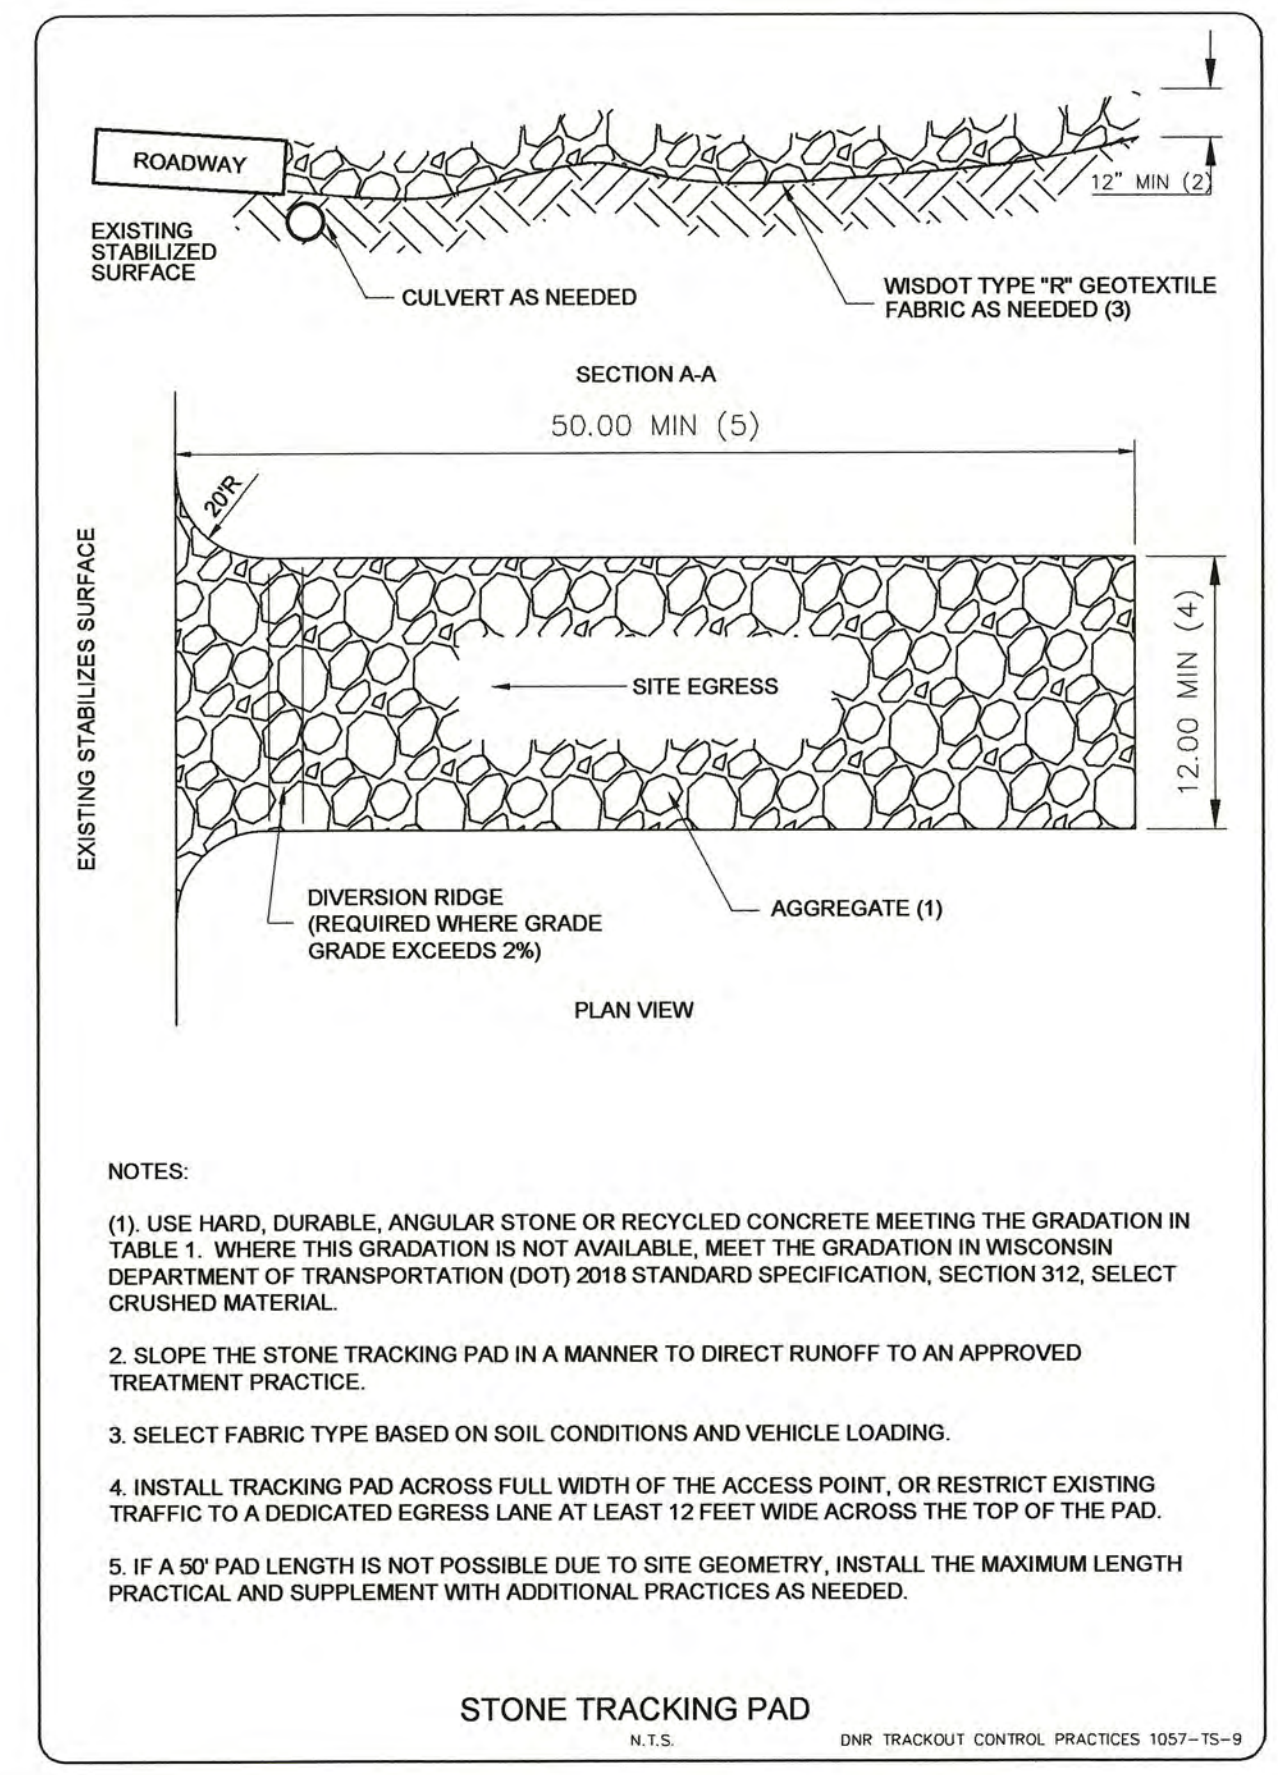 ROADWAY
EXISTING
STABILIZED
SURFACE
12" MIN (2)
CULVERT AS NEEDED
WISDOT TYPE "R" GEOTEXTILE
FABRIC AS NEEDED (3)
SECTION A-A
50.00 MIN (5)
20'R
EXISTING STABILIZES SURFACE
SITE EGRESS
12.00 MIN (4)
DIVERSION RIDGE
(REQUIRED WHERE GRADE
GRADE EXCEEDS 2%)
AGGREGATE (1)
PLAN VIEW
NOTES:
(1). USE HARD, DURABLE, ANGULAR STONE OR RECYCLED CONCRETE MEETING THE GRADATION IN
TABLE 1. WHERE THIS GRADATION IS NOT AVAILABLE, MEET THE GRADATION IN WISCONSIN
DEPARTMENT OF TRANSPORTATION (DOT) 2018 STANDARD SPECIFICATION, SECTION 312, SELECT
CRUSHED MATERIAL.
2. SLOPE THE STONE TRACKING PAD IN A MANNER TO DIRECT RUNOFF TO AN APPROVED
TREATMENT PRACTICE.
3. SELECT FABRIC TYPE BASED ON SOIL CONDITIONS AND VEHICLE LOADING.
4. INSTALL TRACKING PAD ACROSS FULL WIDTH OF THE ACCESS POINT, OR RESTRICT EXISTING
TRAFFIC TO A DEDICATED EGRESS LANE AT LEAST 12 FEET WIDE ACROSS THE TOP OF THE PAD.
5. IF A 50' PAD LENGTH IS NOT POSSIBLE DUE TO SITE GEOMETRY, INSTALL THE MAXIMUM LENGTH
PRACTICAL AND SUPPLEMENT WITH ADDITIONAL PRACTICES AS NEEDED.
STONE TRACKING PAD
N.T.S.
DNR TRACKOUT CONTROL PRACTICES 1057-TS-9